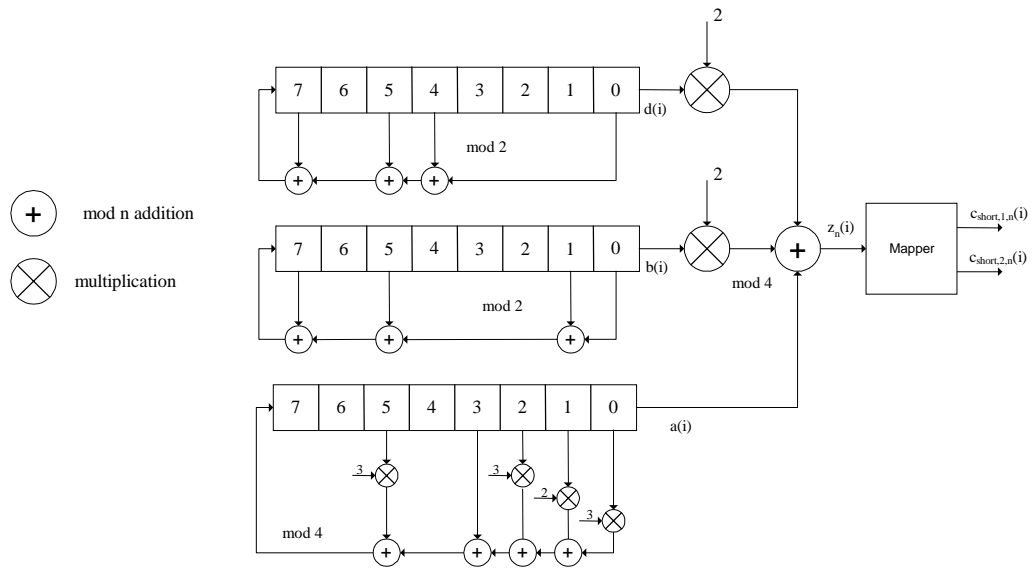 2
7 6 5 4 3 2 1 0
d(i)
mod 2
+ + +
2
+ mod n addition
multiplication
7 6 5 4 3 2 1 0
b(i)
mod 2
+ + +
+
mod 4
z_n(i)
Mapper
c_short,1,n(i)
c_short,2,n(i)
7 6 5 4 3 2 1 0
a(i)
3 3 2 3
mod 4
+ + + +